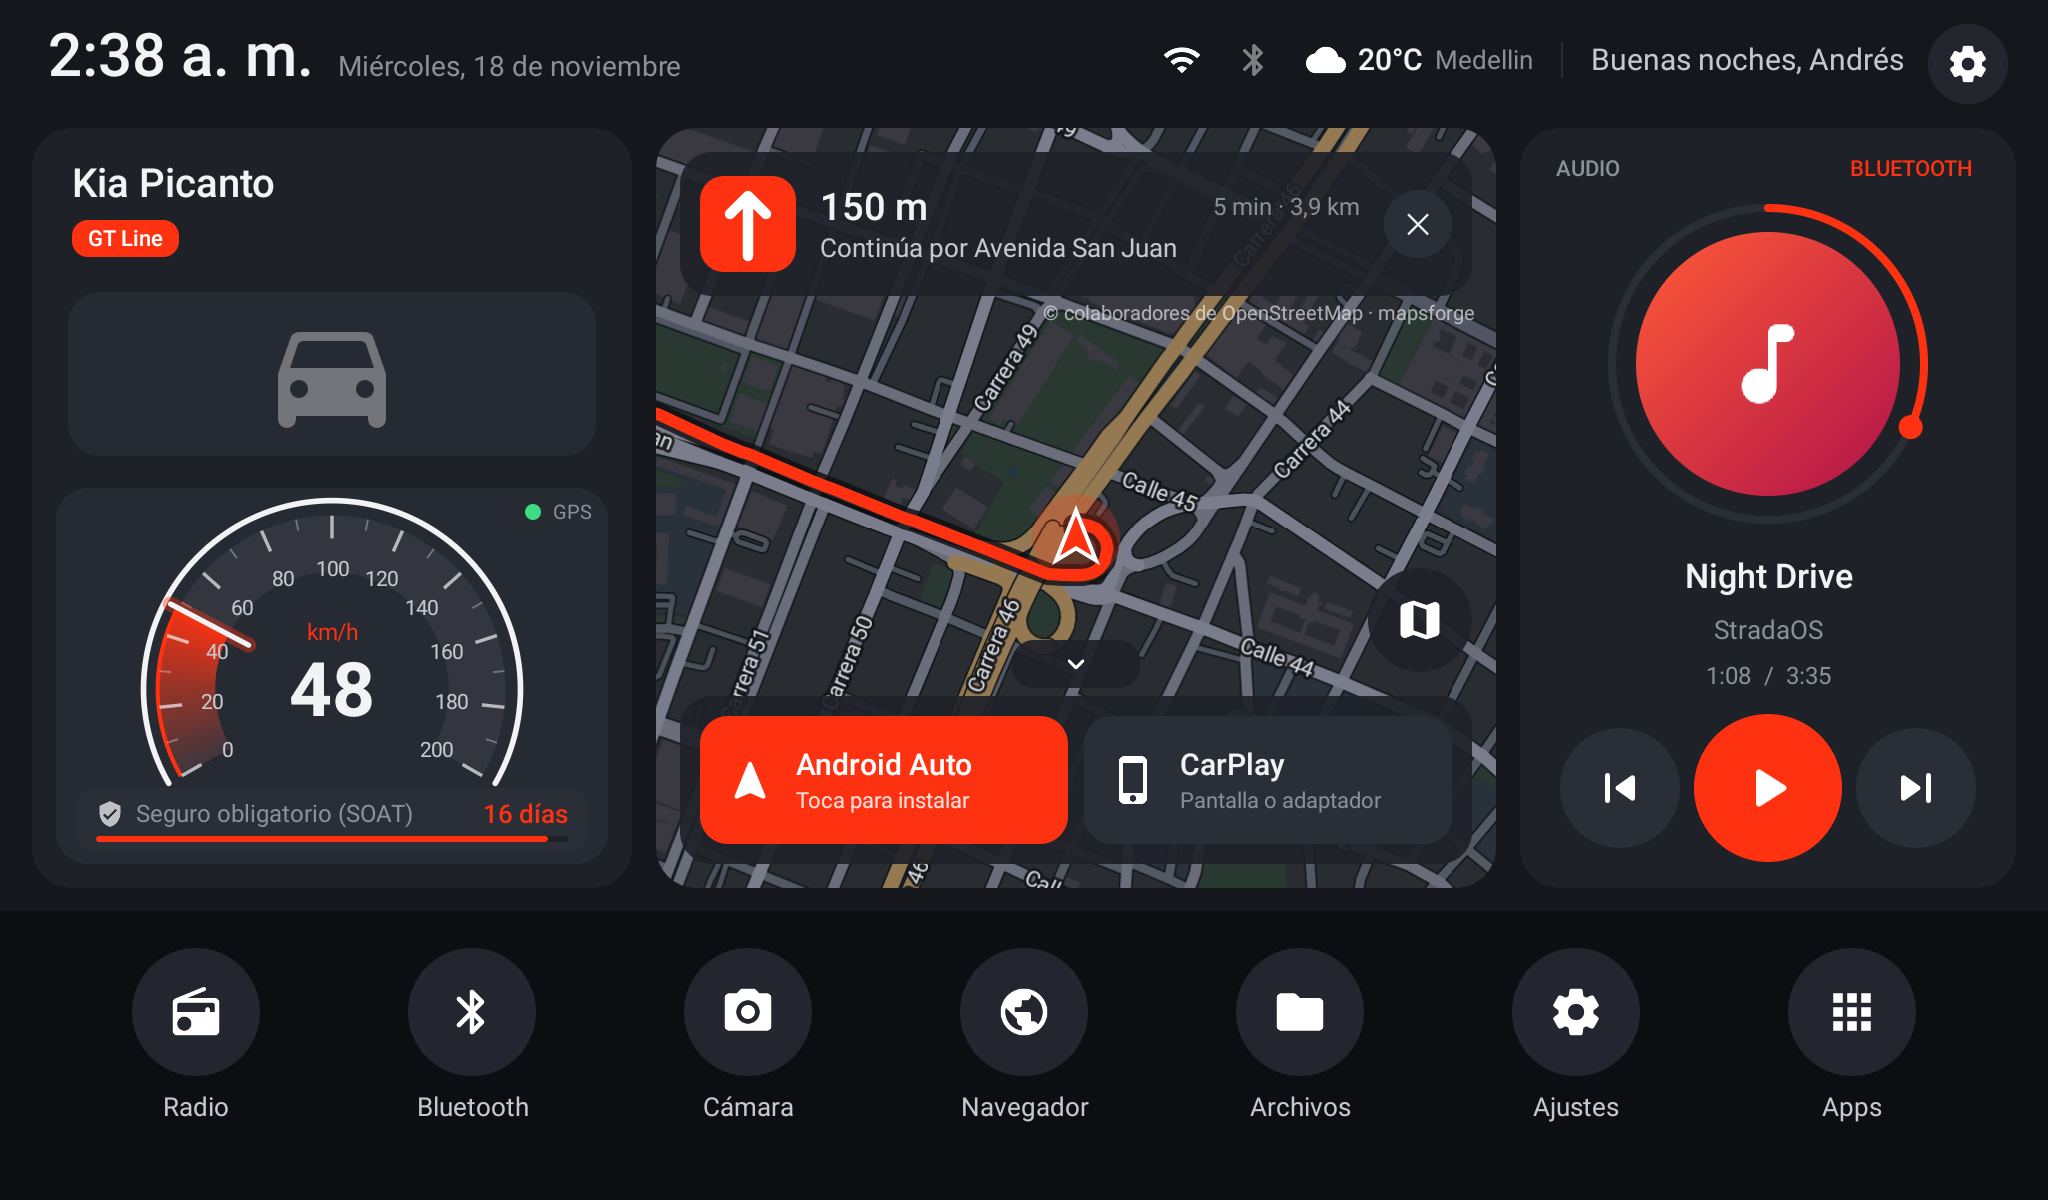 2:38 a. m.
Miércoles, 18 de noviembre
20°C
Medellin
Buenas noches, Andrés
Kia Picanto
GT Line
GPS
0
20
40
60
80
100
120
140
160
180
200
km/h
48
Seguro obligatorio (SOAT)
16 días
150 m
Continúa por Avenida San Juan
5 min · 3,9 km
© colaboradores de OpenStreetMap · mapsforge
Carrera 46
Carrera 49
Carrera 44
Calle 45
Carrera 46
Calle 44
Carrera 50
Carrera 51
46
Android Auto
Toca para instalar
CarPlay
Pantalla o adaptador
AUDIO
BLUETOOTH
Night Drive
StradaOS
1:08 / 3:35
Radio
Bluetooth
Cámara
Navegador
Archivos
Ajustes
Apps